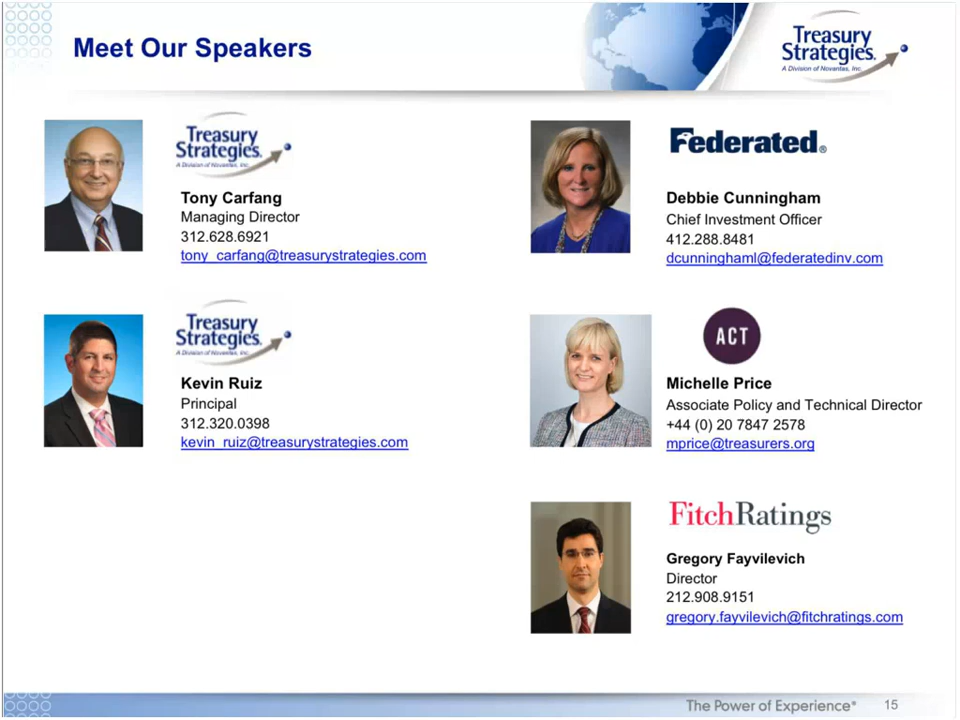 Meet Our Speakers
Treasury
Strategies.
A Division of Novantas, Inc.
Treasury
Strategies.
A Division of Novantas, Inc.
Tony Carfang
Managing Director
312.628.6921
tony_carfang@treasurystrategies.com
Federated®
Debbie Cunningham
Chief Investment Officer
412.288.8481
dcunninghaml@federatedinv.com
Treasury
Strategies.
A Division of Novantas, Inc.
Kevin Ruiz
Principal
312.320.0398
kevin_ruiz@treasurystrategies.com
ACT
Michelle Price
Associate Policy and Technical Director
+44 (0) 20 7847 2578
mprice@treasurers.org
FitchRatings
Gregory Fayvilevich
Director
212.908.9151
gregory.fayvilevich@fitchratings.com
The Power of Experience®
15